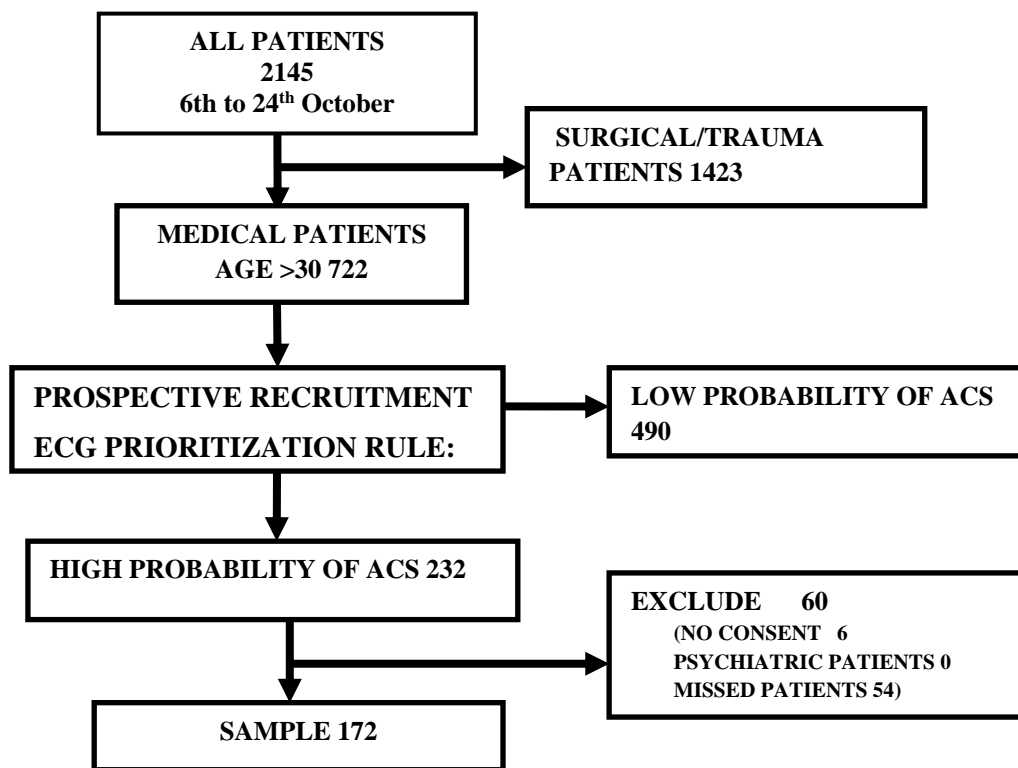 ALL PATIENTS
2145
6th to 24th October
SURGICAL/TRAUMA
PATIENTS 1423
MEDICAL PATIENTS
AGE >30 722
PROSPECTIVE RECRUITMENT
ECG PRIORITIZATION RULE:
LOW PROBABILITY OF ACS
490
HIGH PROBABILITY OF ACS 232
EXCLUDE 60
(NO CONSENT 6
PSYCHIATRIC PATIENTS 0
MISSED PATIENTS 54)
SAMPLE 172